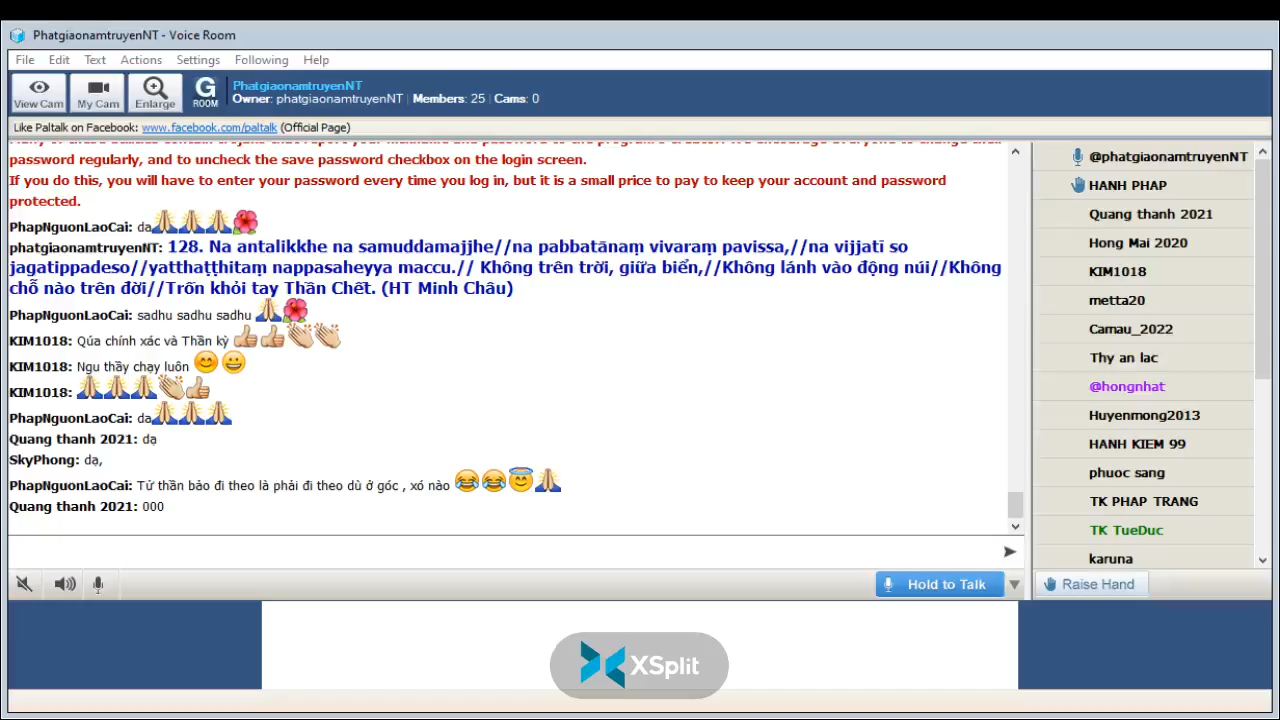 PhatgiaonamtruyenNT - Voice Room
File Edit Text Actions Settings Following Help
View Cam My Cam Enlarge G ROOM
PhatgiaonamtruyenNT
Owner: phatgiaonamtruyenNT | Members: 25 | Cams: 0
Like Paltalk on Facebook: www.facebook.com/paltalk (Official Page)
password regularly, and to uncheck the save password checkbox on the login screen.
If you do this, you will have to enter your password every time you log in, but it is a small price to pay to keep your account and password
protected.
PhapNguonLaoCai: da🙏🙏🙏🌺
phatgiaonamtruyenNT: 128. Na antalikkhe na samuddamajjhe//na pabbatānaṃ vivaraṃ pavissa,//na vijjatī so
jagatippadeso//yatthaṭṭhitaṃ nappasaheyya maccu.// Không trên trời, giữa biển,//Không lánh vào động núi//Không
chỗ nào trên đời//Trốn khỏi tay Thần Chết. (HT Minh Châu)
PhapNguonLaoCai: sadhu sadhu sadhu 🙏🌺
KIM1018: Qúa chính xác và Thần kỳ 👍👍👏👏
KIM1018: Ngu thầy chạy luôn 😊😀
KIM1018: 🙏🙏🙏👏👍
PhapNguonLaoCai: da🙏🙏🙏
Quang thanh 2021: dạ
SkyPhong: dạ,
PhapNguonLaoCai: Tử thần bảo đi theo là phải đi theo dù ở góc , xó nào 😂😂😇🙏
Quang thanh 2021: 000
Hold to Talk
@phatgiaonamtruyenNT
HANH PHAP
Quang thanh 2021
Hong Mai 2020
KIM1018
metta20
Camau_2022
Thy an lac
@hongnhat
Huyenmong2013
HANH KIEM 99
phuoc sang
TK PHAP TRANG
TK TueDuc
karuna
Raise Hand
XSplit